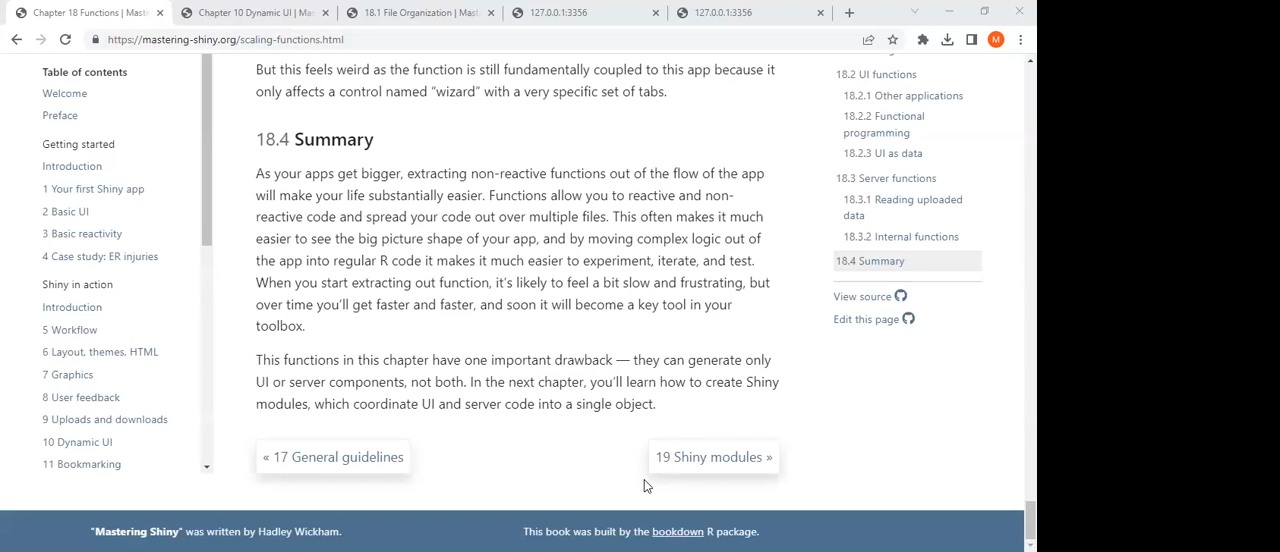 Chapter 18 Functions | Mas
Chapter 10 Dynamic UI | Master
18.1 File Organization | Masterin
127.0.0.1:3356
127.0.0.1:3356
https://mastering-shiny.org/scaling-functions.html
M
Table of contents
Welcome
Preface
Getting started
Introduction
1 Your first Shiny app
2 Basic UI
3 Basic reactivity
4 Case study: ER injuries
Shiny in action
Introduction
5 Workflow
6 Layout, themes, HTML
7 Graphics
8 User feedback
9 Uploads and downloads
10 Dynamic UI
11 Bookmarking
But this feels weird as the function is still fundamentally coupled to this app because it
only affects a control named “wizard” with a very specific set of tabs.
18.4 Summary
As your apps get bigger, extracting non-reactive functions out of the flow of the app
will make your life substantially easier. Functions allow you to reactive and non-
reactive code and spread your code out over multiple files. This often makes it much
easier to see the big picture shape of your app, and by moving complex logic out of
the app into regular R code it makes it much easier to experiment, iterate, and test.
When you start extracting out function, it’s likely to feel a bit slow and frustrating, but
over time you’ll get faster and faster, and soon it will become a key tool in your
toolbox.
This functions in this chapter have one important drawback — they can generate only
UI or server components, not both. In the next chapter, you’ll learn how to create Shiny
modules, which coordinate UI and server code into a single object.
« 17 General guidelines
19 Shiny modules »
18.2 UI functions
18.2.1 Other applications
18.2.2 Functional
programming
18.2.3 UI as data
18.3 Server functions
18.3.1 Reading uploaded
data
18.3.2 Internal functions
18.4 Summary
View source
Edit this page
"Mastering Shiny" was written by Hadley Wickham.
This book was built by the bookdown R package.